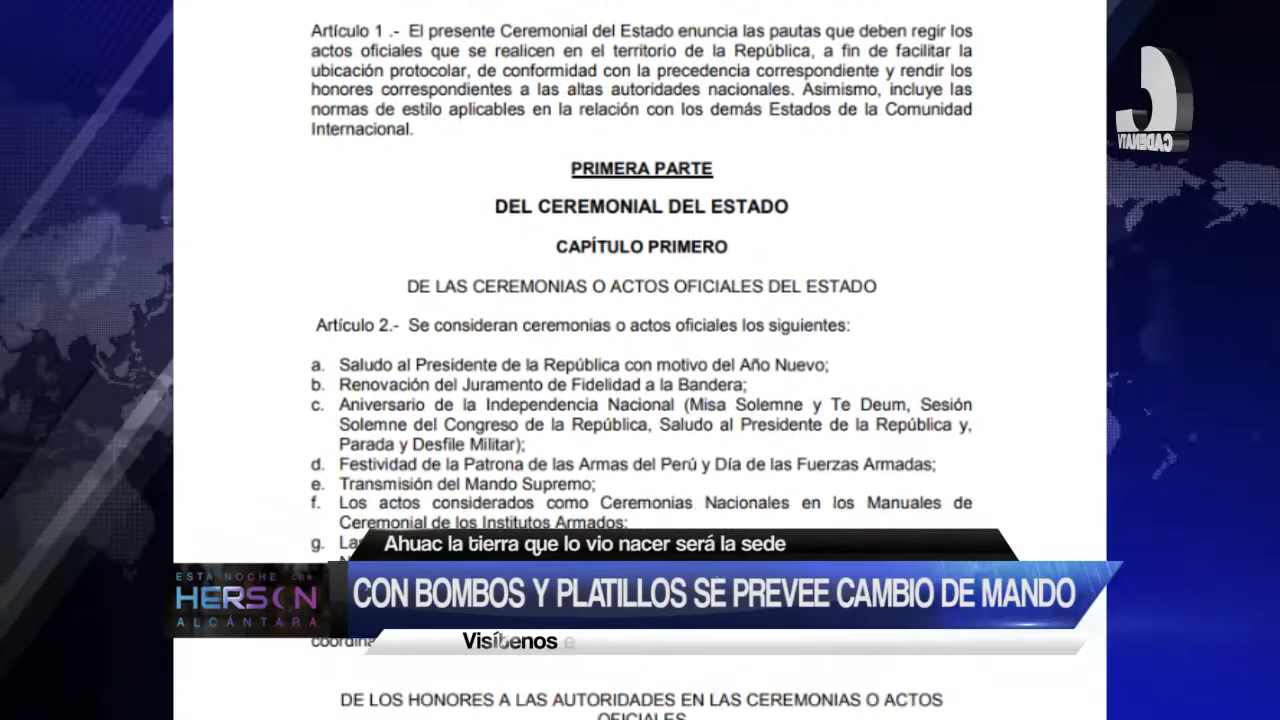 Artículo 1 .- El presente Ceremonial del Estado enuncia las pautas que deben regir los
actos oficiales que se realicen en el territorio de la República, a fin de facilitar la
ubicación protocolar, de conformidad con la precedencia correspondiente y rendir los
honores correspondientes a las altas autoridades nacionales. Asimismo, incluye las
normas de estilo aplicables en la relación con los demás Estados de la Comunidad
Internacional.
CADENATV
PRIMERA PARTE
DEL CEREMONIAL DEL ESTADO
CAPÍTULO PRIMERO
DE LAS CEREMONIAS O ACTOS OFICIALES DEL ESTADO
Artículo 2.- Se consideran ceremonias o actos oficiales los siguientes:
a. Saludo al Presidente de la República con motivo del Año Nuevo;
b. Renovación del Juramento de Fidelidad a la Bandera;
c. Aniversario de la Independencia Nacional (Misa Solemne y Te Deum, Sesión
Solemne del Congreso de la República, Saludo al Presidente de la República y,
Parada y Desfile Militar);
d. Festividad de la Patrona de las Armas del Perú y Día de las Fuerzas Armadas;
e. Transmisión del Mando Supremo;
f. Los actos considerados como Ceremonias Nacionales en los Manuales de
Ceremonial de los Institutos Armados;
g.
Ahuac la tierra que lo vio nacer será la sede
ESTA NOCHE CON
HERSON
ALCÁNTARA
CON BOMBOS Y PLATILLOS SE PREVEE CAMBIO DE MANDO
Visítenos e
DE LOS HONORES A LAS AUTORIDADES EN LAS CEREMONIAS O ACTOS
OFICIALES